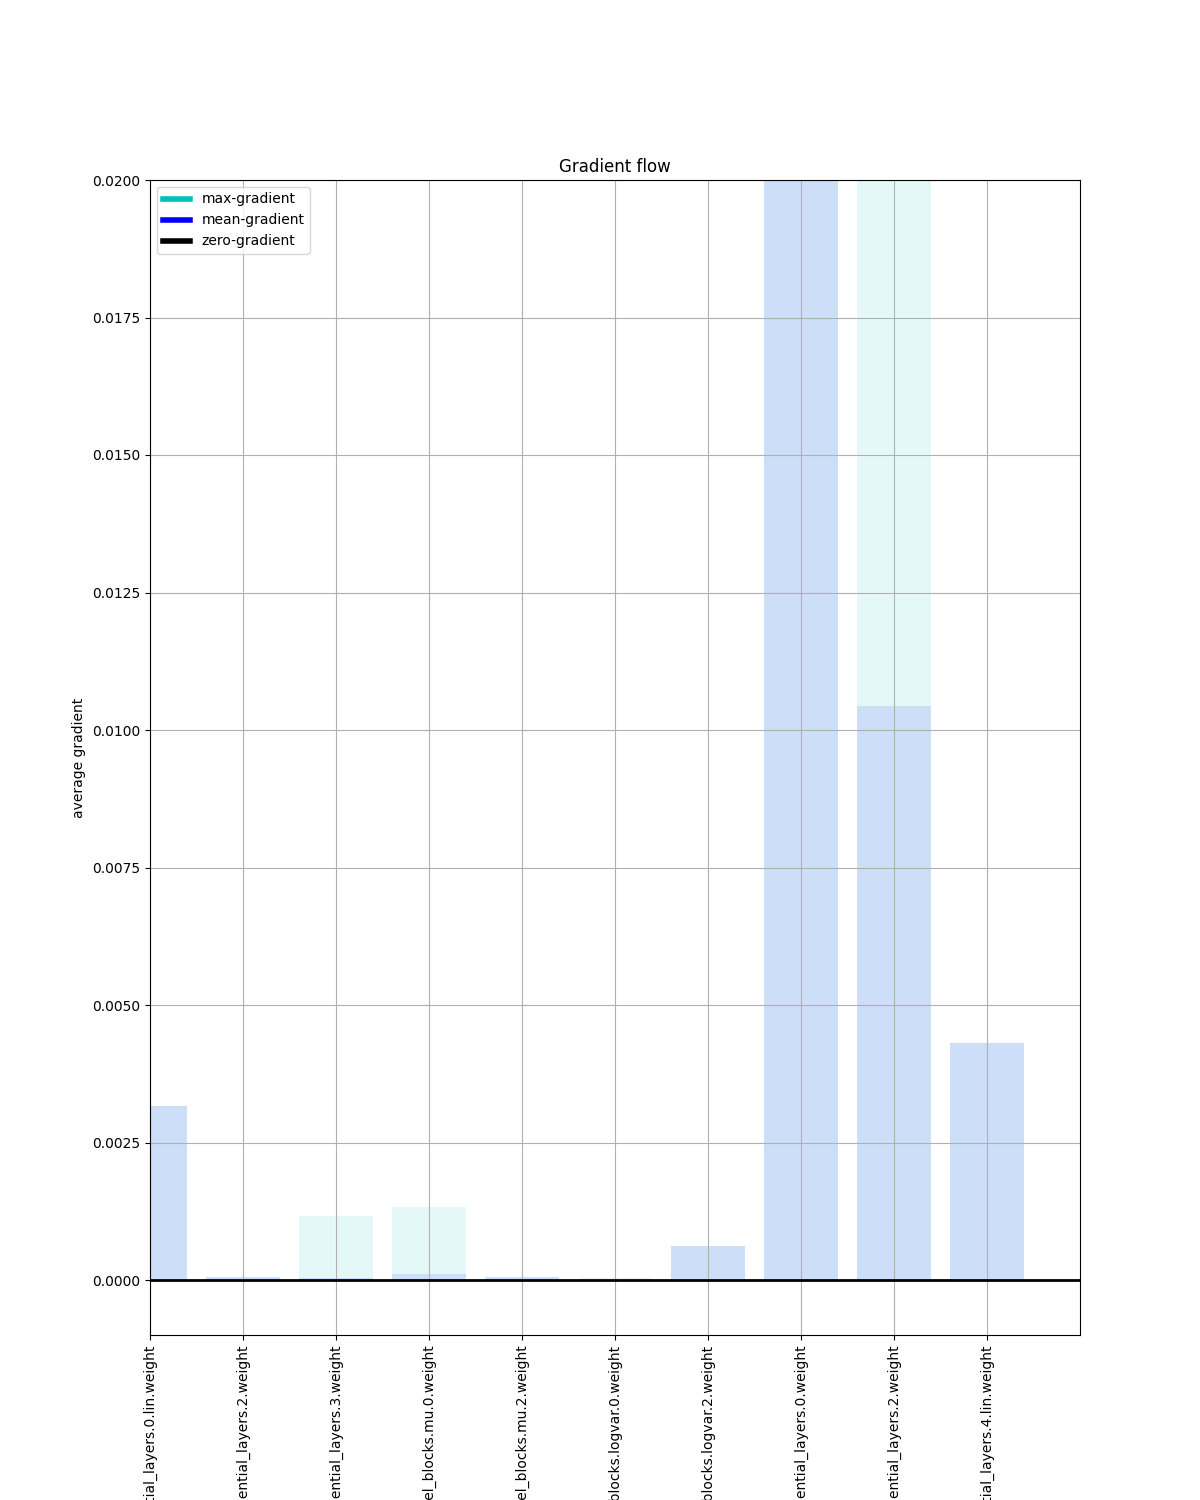 Gradient flow
max-gradient
mean-gradient
zero-gradient
0.0200
0.0175
0.0150
0.0125
0.0100
0.0075
0.0050
0.0025
0.0000
average gradient
tial_layers.0.lin.weight
ential_layers.2.weight
ential_layers.3.weight
el_blocks.mu.0.weight
el_blocks.mu.2.weight
blocks.logvar.0.weight
blocks.logvar.2.weight
ential_layers.0.weight
ential_layers.2.weight
tial_layers.4.lin.weight